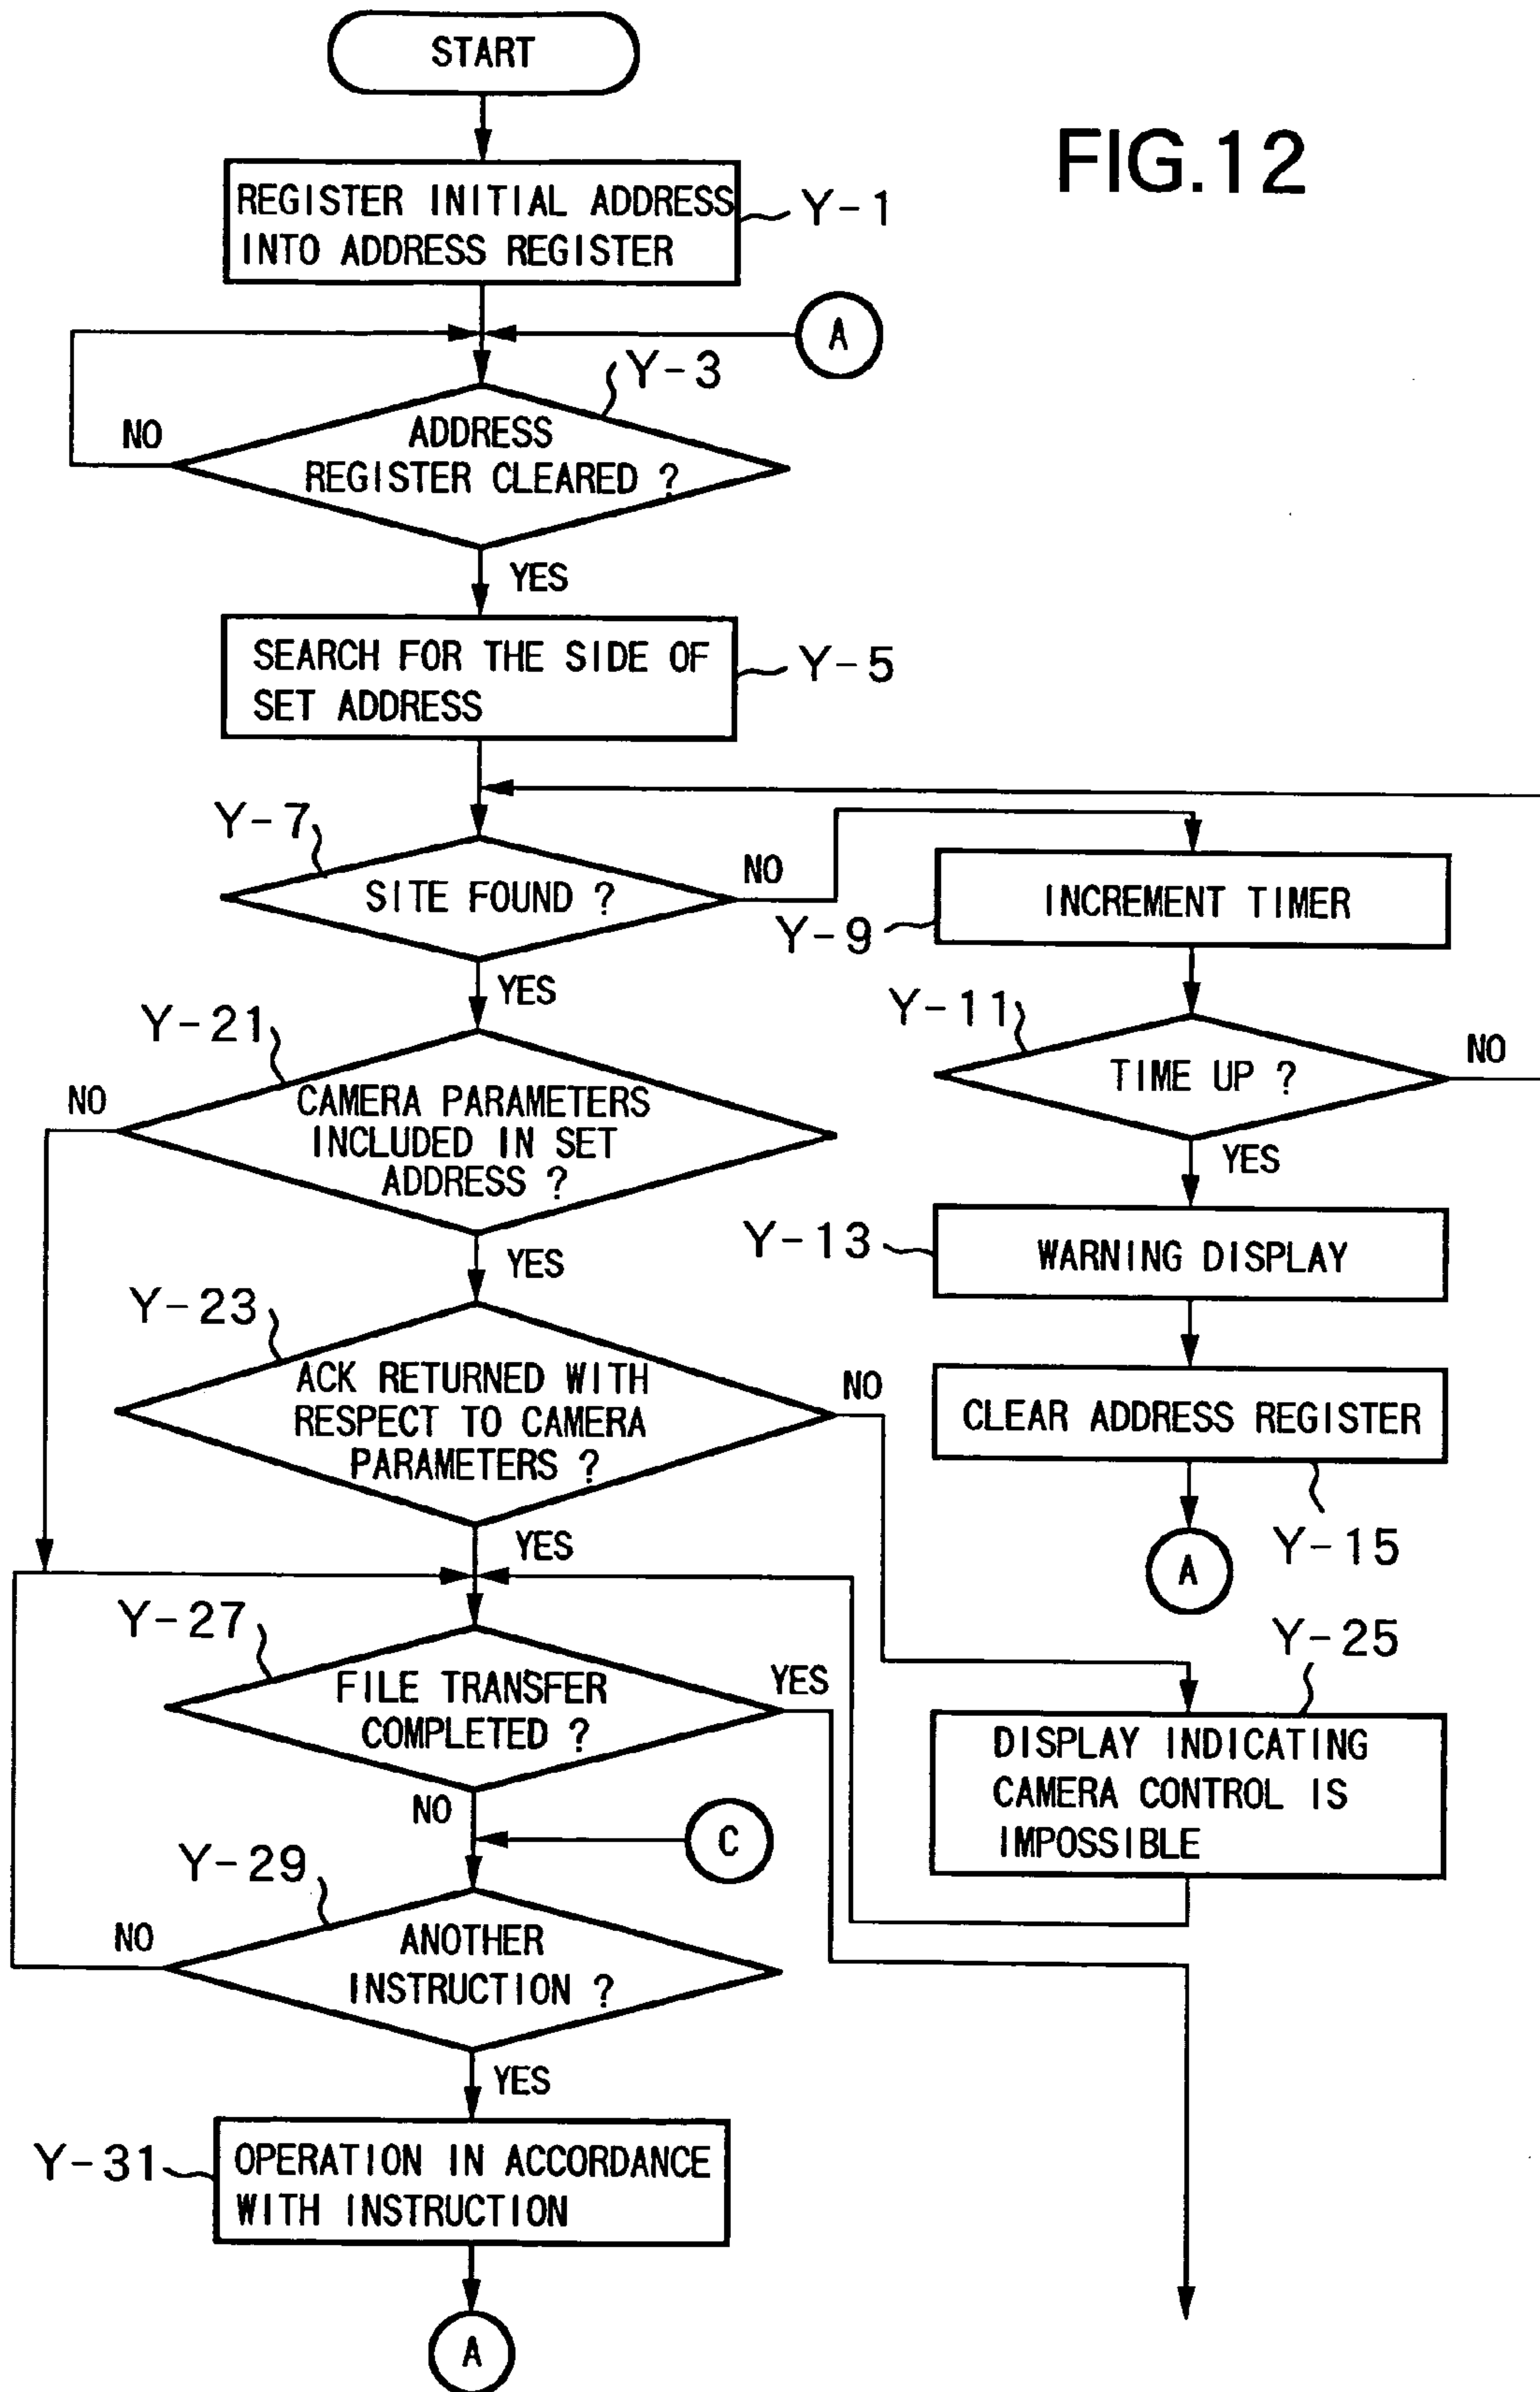 START
FIG.12
REGISTER INITIAL ADDRESS
INTO ADDRESS REGISTER
Y-1
A
Y-3
NO
ADDRESS
REGISTER CLEARED ?
YES
SEARCH FOR THE SIDE OF
SET ADDRESS
Y-5
Y-7
SITE FOUND ?
NO
INCREMENT TIMER
Y-9
YES
Y-11
TIME UP ?
NO
Y-21
NO
CAMERA PARAMETERS
INCLUDED IN SET
ADDRESS ?
YES
YES
Y-13
WARNING DISPLAY
Y-23
ACK RETURNED WITH
RESPECT TO CAMERA
PARAMETERS ?
NO
CLEAR ADDRESS REGISTER
YES
Y-15
A
Y-27
FILE TRANSFER
COMPLETED ?
YES
Y-25
DISPLAY INDICATING
CAMERA CONTROL IS
IMPOSSIBLE
NO
C
Y-29
NO
ANOTHER
INSTRUCTION ?
YES
Y-31
OPERATION IN ACCORDANCE
WITH INSTRUCTION
A